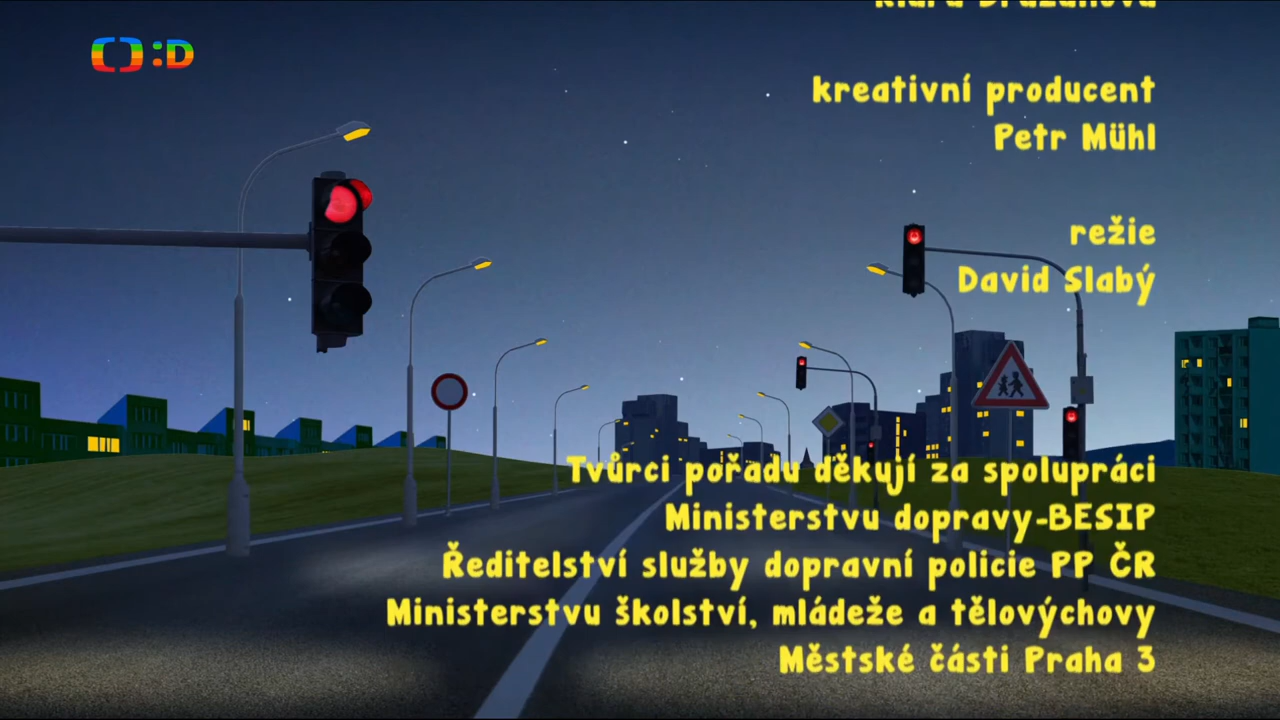 :D
kreativní producent
Petr Mühl
režie
David Slabý
Tvůrci pořadu děkují za spolupráci
Ministerstvu dopravy-BESIP
Ředitelství služby dopravní policie PP ČR
Ministerstvu školství, mládeže a tělovýchovy
Městské části Praha 3